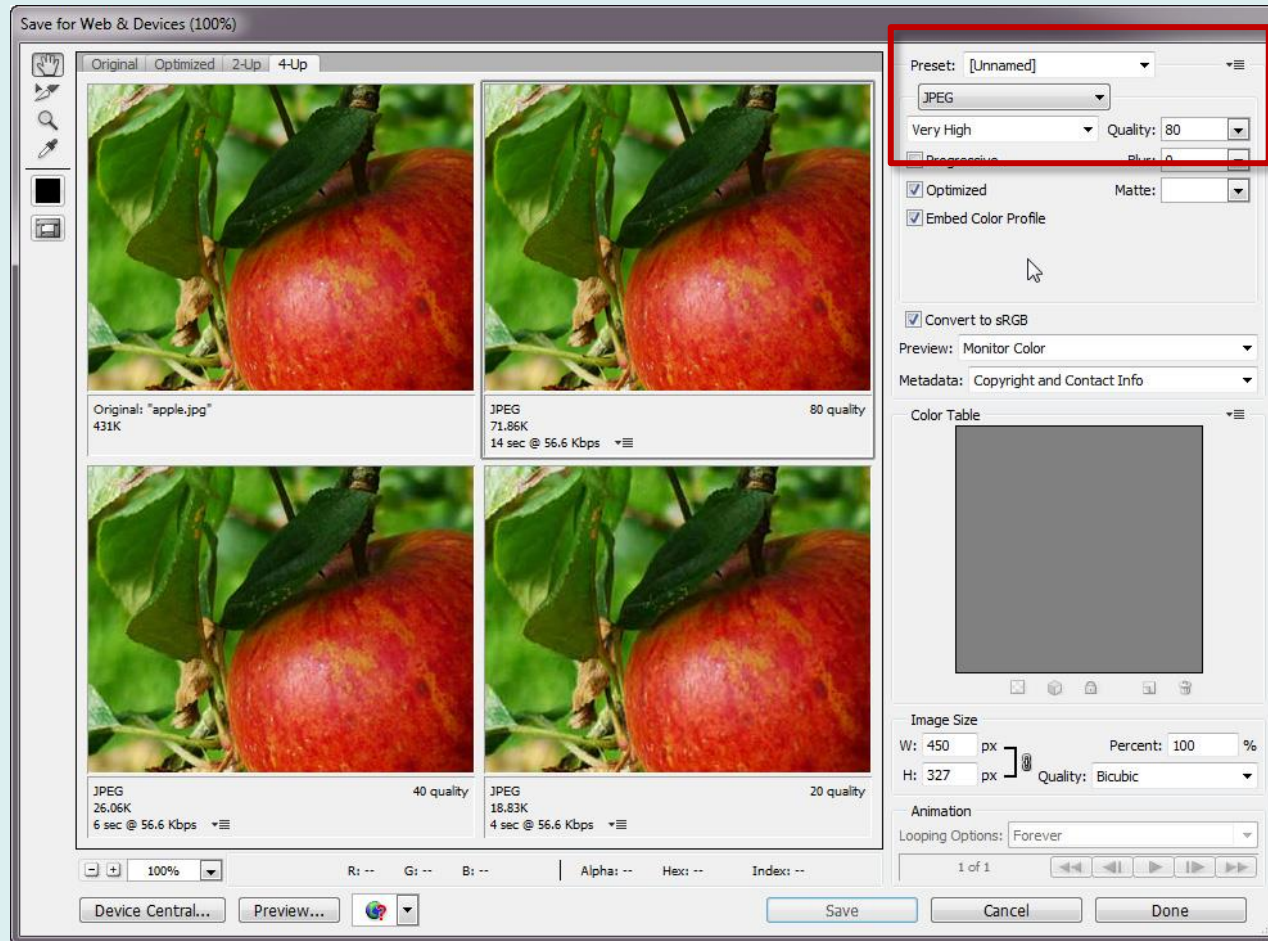 Save for Web & Devices (100%)
Original Optimized 2-Up 4-Up
Original: "apple.jpg"
431K
JPEG 80 quality
71.86K
14 sec @ 56.6 Kbps
JPEG 40 quality
26.06K
6 sec @ 56.6 Kbps
JPEG 20 quality
18.83K
4 sec @ 56.6 Kbps
100% R: -- G: -- B: -- Alpha: -- Hex: -- Index: --
Device Central... Preview... Save Cancel Done
Preset: [Unnamed]
JPEG
Very High Quality: 80
Progressive Blur: 0
Optimized Matte:
Embed Color Profile
Convert to sRGB
Preview: Monitor Color
Metadata: Copyright and Contact Info
Color Table
Image Size
W: 450 px Percent: 100 %
H: 327 px Quality: Bicubic
Animation
Looping Options: Forever
1 of 1